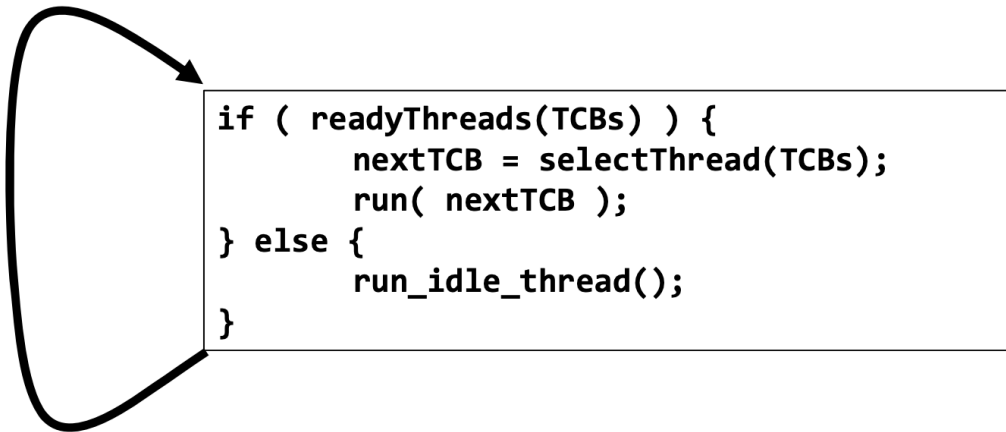 if ( readyThreads(TCBs) ) {
nextTCB = selectThread(TCBs);
run( nextTCB );
} else {
run_idle_thread();
}